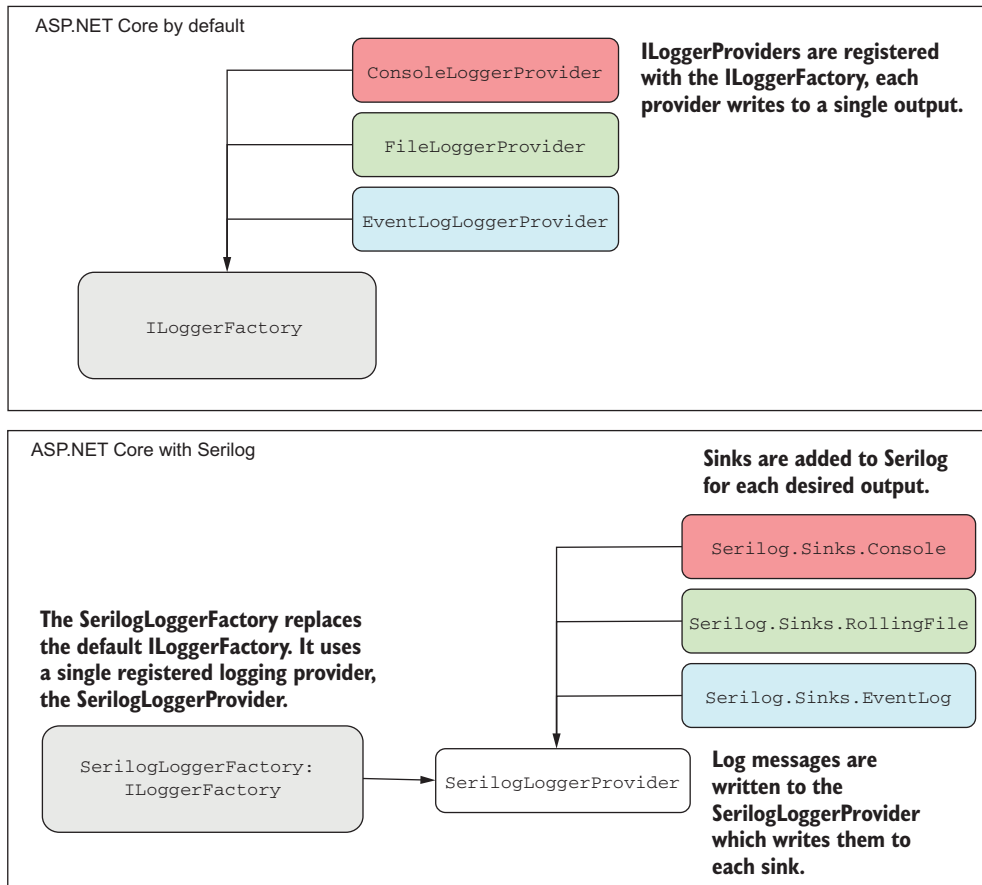 ASP.NET Core by default
ConsoleLoggerProvider
FileLoggerProvider
EventLogLoggerProvider
ILoggerFactory
ILoggerProviders are registered
with the ILoggerFactory, each
provider writes to a single output.
ASP.NET Core with Serilog
Sinks are added to Serilog
for each desired output.
Serilog.Sinks.Console
Serilog.Sinks.RollingFile
Serilog.Sinks.EventLog
The SerilogLoggerFactory replaces
the default ILoggerFactory. It uses
a single registered logging provider,
the SerilogLoggerProvider.
SerilogLoggerFactory:
ILoggerFactory
SerilogLoggerProvider
Log messages are
written to the
SerilogLoggerProvider
which writes them to
each sink.